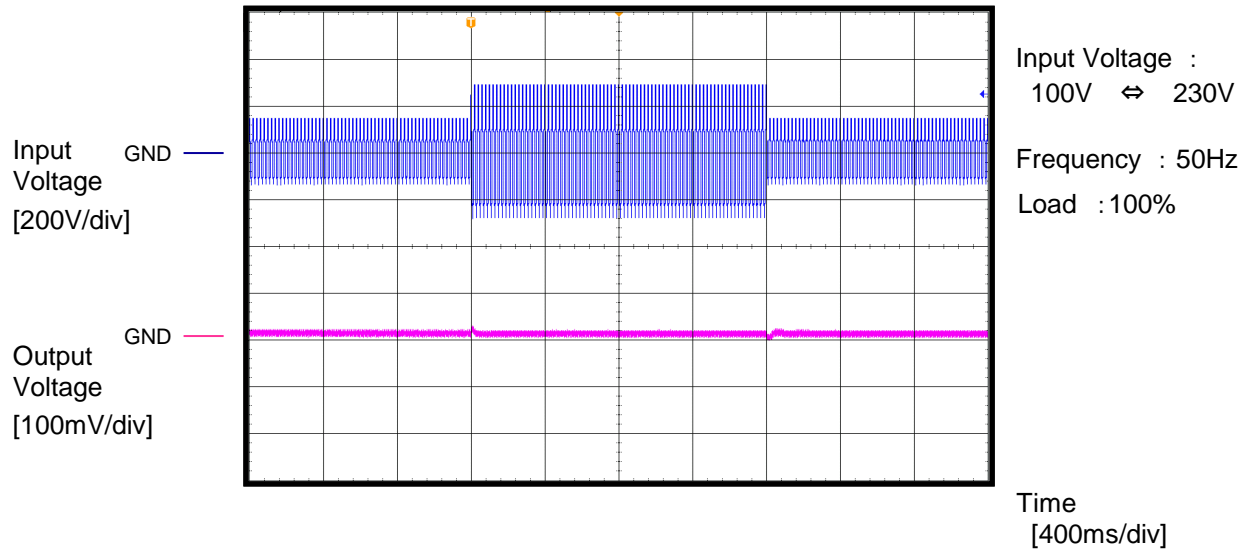 Input
Voltage
[200V/div]
GND
Output
Voltage
[100mV/div]
GND
T
Input Voltage :
100V ⇔ 230V
Frequency : 50Hz
Load :100%
Time
[400ms/div]